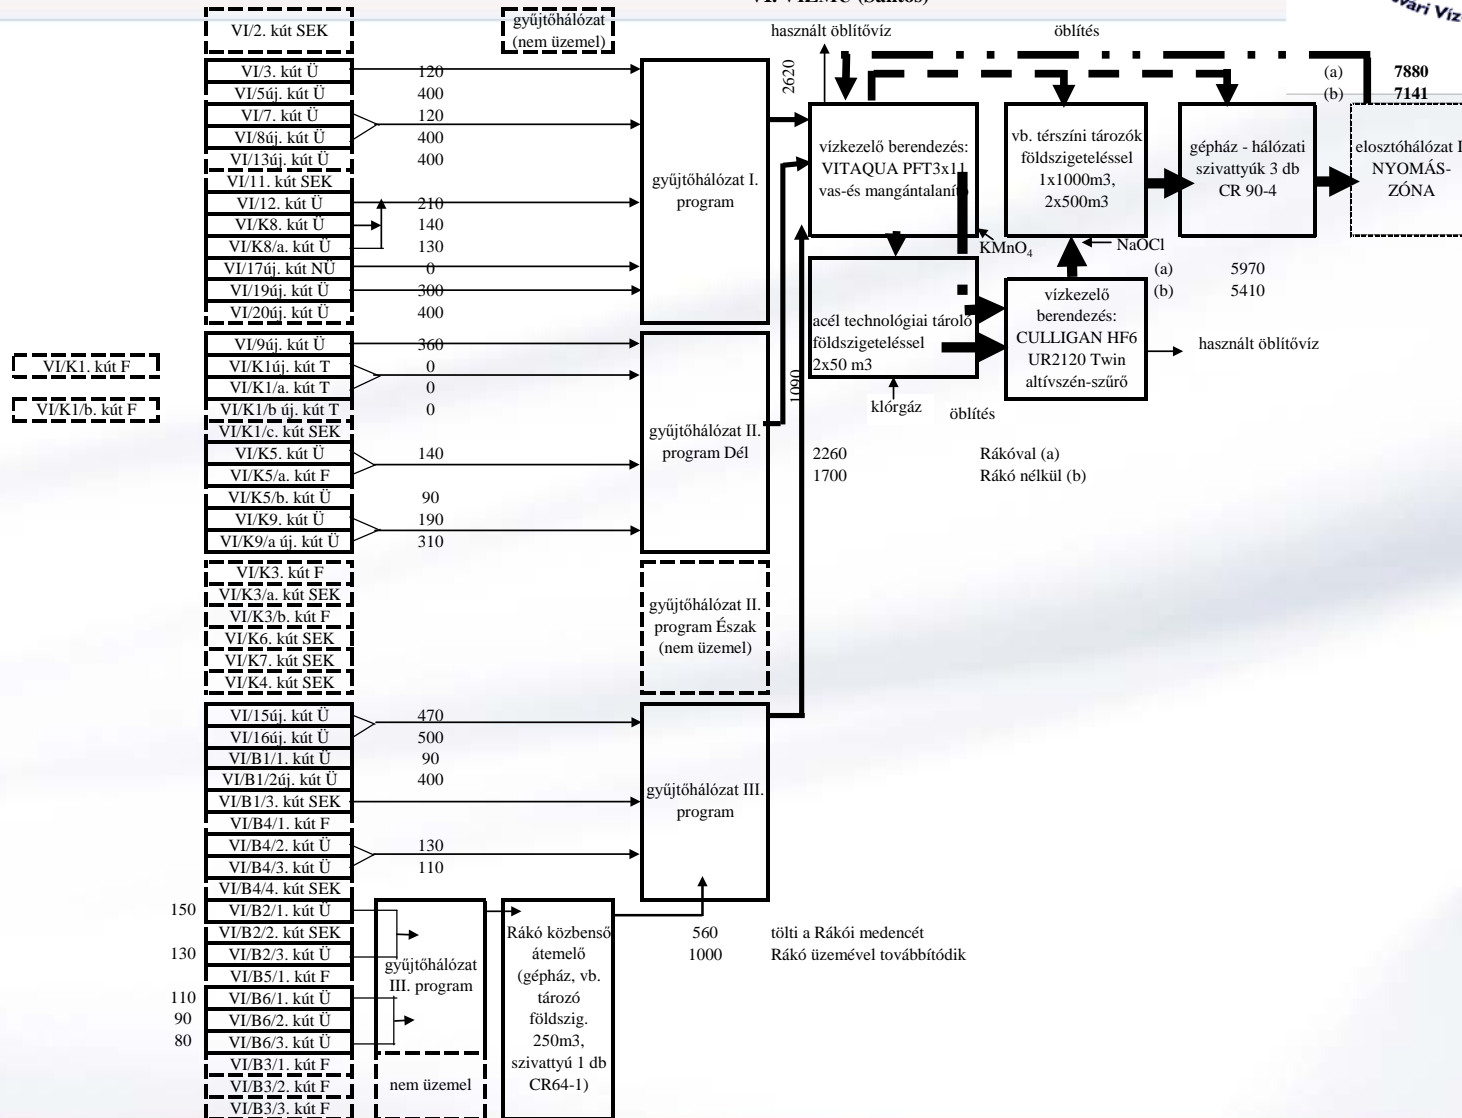 VI/2. kút SEK
gyűjtőhálózat
(nem üzemel)
használt öblítővíz
öblítés
VI/3. kút Ü 120
VI/5új. kút Ü 400
VI/7. kút Ü 120
VI/8új. kút Ü 400
VI/13új. kút Ü 400
VI/11. kút SEK
VI/12. kút Ü 210
VI/K8. kút Ü 140
VI/K8/a. kút Ü 130
VI/17új. kút NÜ 0
VI/19új. kút Ü 300
VI/20új. kút Ü 400
gyűjtőhálózat I.
program
2620
(a) 7880
(b) 7141
vízkezelő berendezés:
VITAQUA PFT3x11
vas-és mangántalanító
vb. térszíni tározók
földszigeteléssel
1x1000m3,
2x500m3
gépház - hálózati
szivattyúk 3 db
CR 90-4
elosztóhálózat I
NYOMÁS-
ZÓNA
KMnO4
NaOCl
(a) 5970
(b) 5410
acél technológiai tároló
földszigeteléssel
2x50 m3
vízkezelő
berendezés:
CULLIGAN HF6
UR2120 Twin
altívszén-szűrő
használt öblítővíz
klórgáz
öblítés
1090
VI/K1. kút F
VI/K1/b. kút F
VI/9új. kút Ü 360
VI/K1új. kút T 0
VI/K1/a. kút T 0
VI/K1/b új. kút T 0
VI/K1/c. kút SEK
VI/K5. kút Ü 140
VI/K5/a. kút F
VI/K5/b. kút Ü 90
VI/K9. kút Ü 190
VI/K9/a új. kút Ü 310
gyűjtőhálózat II.
program Dél
2260 Rákóval (a)
1700 Rákó nélkül (b)
VI/K3. kút F
VI/K3/a. kút SEK
VI/K3/b. kút F
VI/K6. kút SEK
VI/K7. kút SEK
VI/K4. kút SEK
gyűjtőhálózat II.
program Észak
(nem üzemel)
VI/15új. kút Ü 470
VI/16új. kút Ü 500
VI/B1/1. kút Ü 90
VI/B1/2új. kút Ü 400
VI/B1/3. kút SEK
VI/B4/1. kút F
VI/B4/2. kút Ü 130
VI/B4/3. kút Ü 110
VI/B4/4. kút SEK
gyűjtőhálózat III.
program
150 VI/B2/1. kút Ü
VI/B2/2. kút SEK
130 VI/B2/3. kút Ü
VI/B5/1. kút F
110 VI/B6/1. kút Ü
90 VI/B6/2. kút Ü
80 VI/B6/3. kút Ü
VI/B3/1. kút F
VI/B3/2. kút F
VI/B3/3. kút F
gyűjtőhálózat
III. program
nem üzemel
Rákó közbenső
átemelő
(gépház, vb.
tározó
földszig.
250m3,
szivattyú 1 db
CR64-1)
560 tölti a Rákói medencét
1000 Rákó üzemével továbbítódik